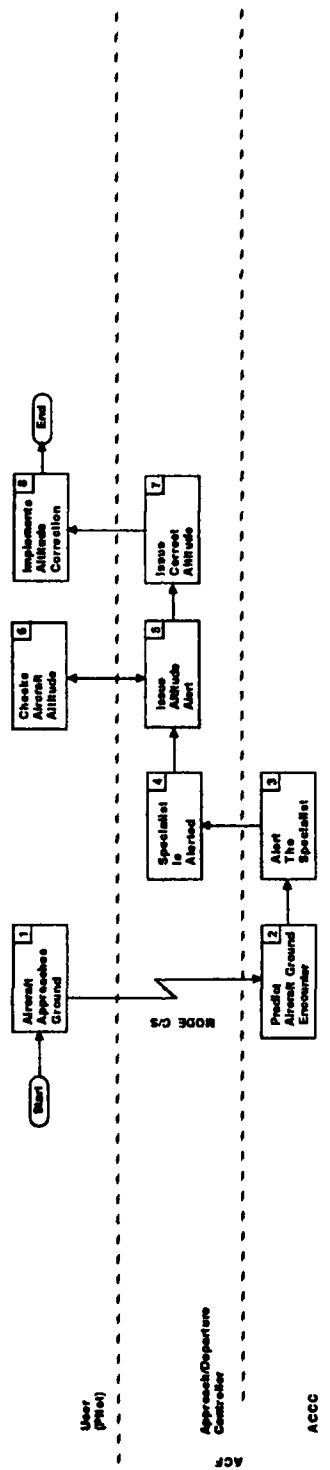 User
(Pilot)
Start
Aircraft
Approaches
Ground
1
Checks
Aircraft
Altitude
6
Implements
Altitude
Correction
8
End
Approach/Departure
Controller
MODE C/S
Specialist
is
Alerted
4
Issue
Altitude
Alert
5
Issue
Correct
Altitude
7
ACF
ACCC
Predict
Aircraft Ground
Encounter
2
Alert
The
Specialist
3